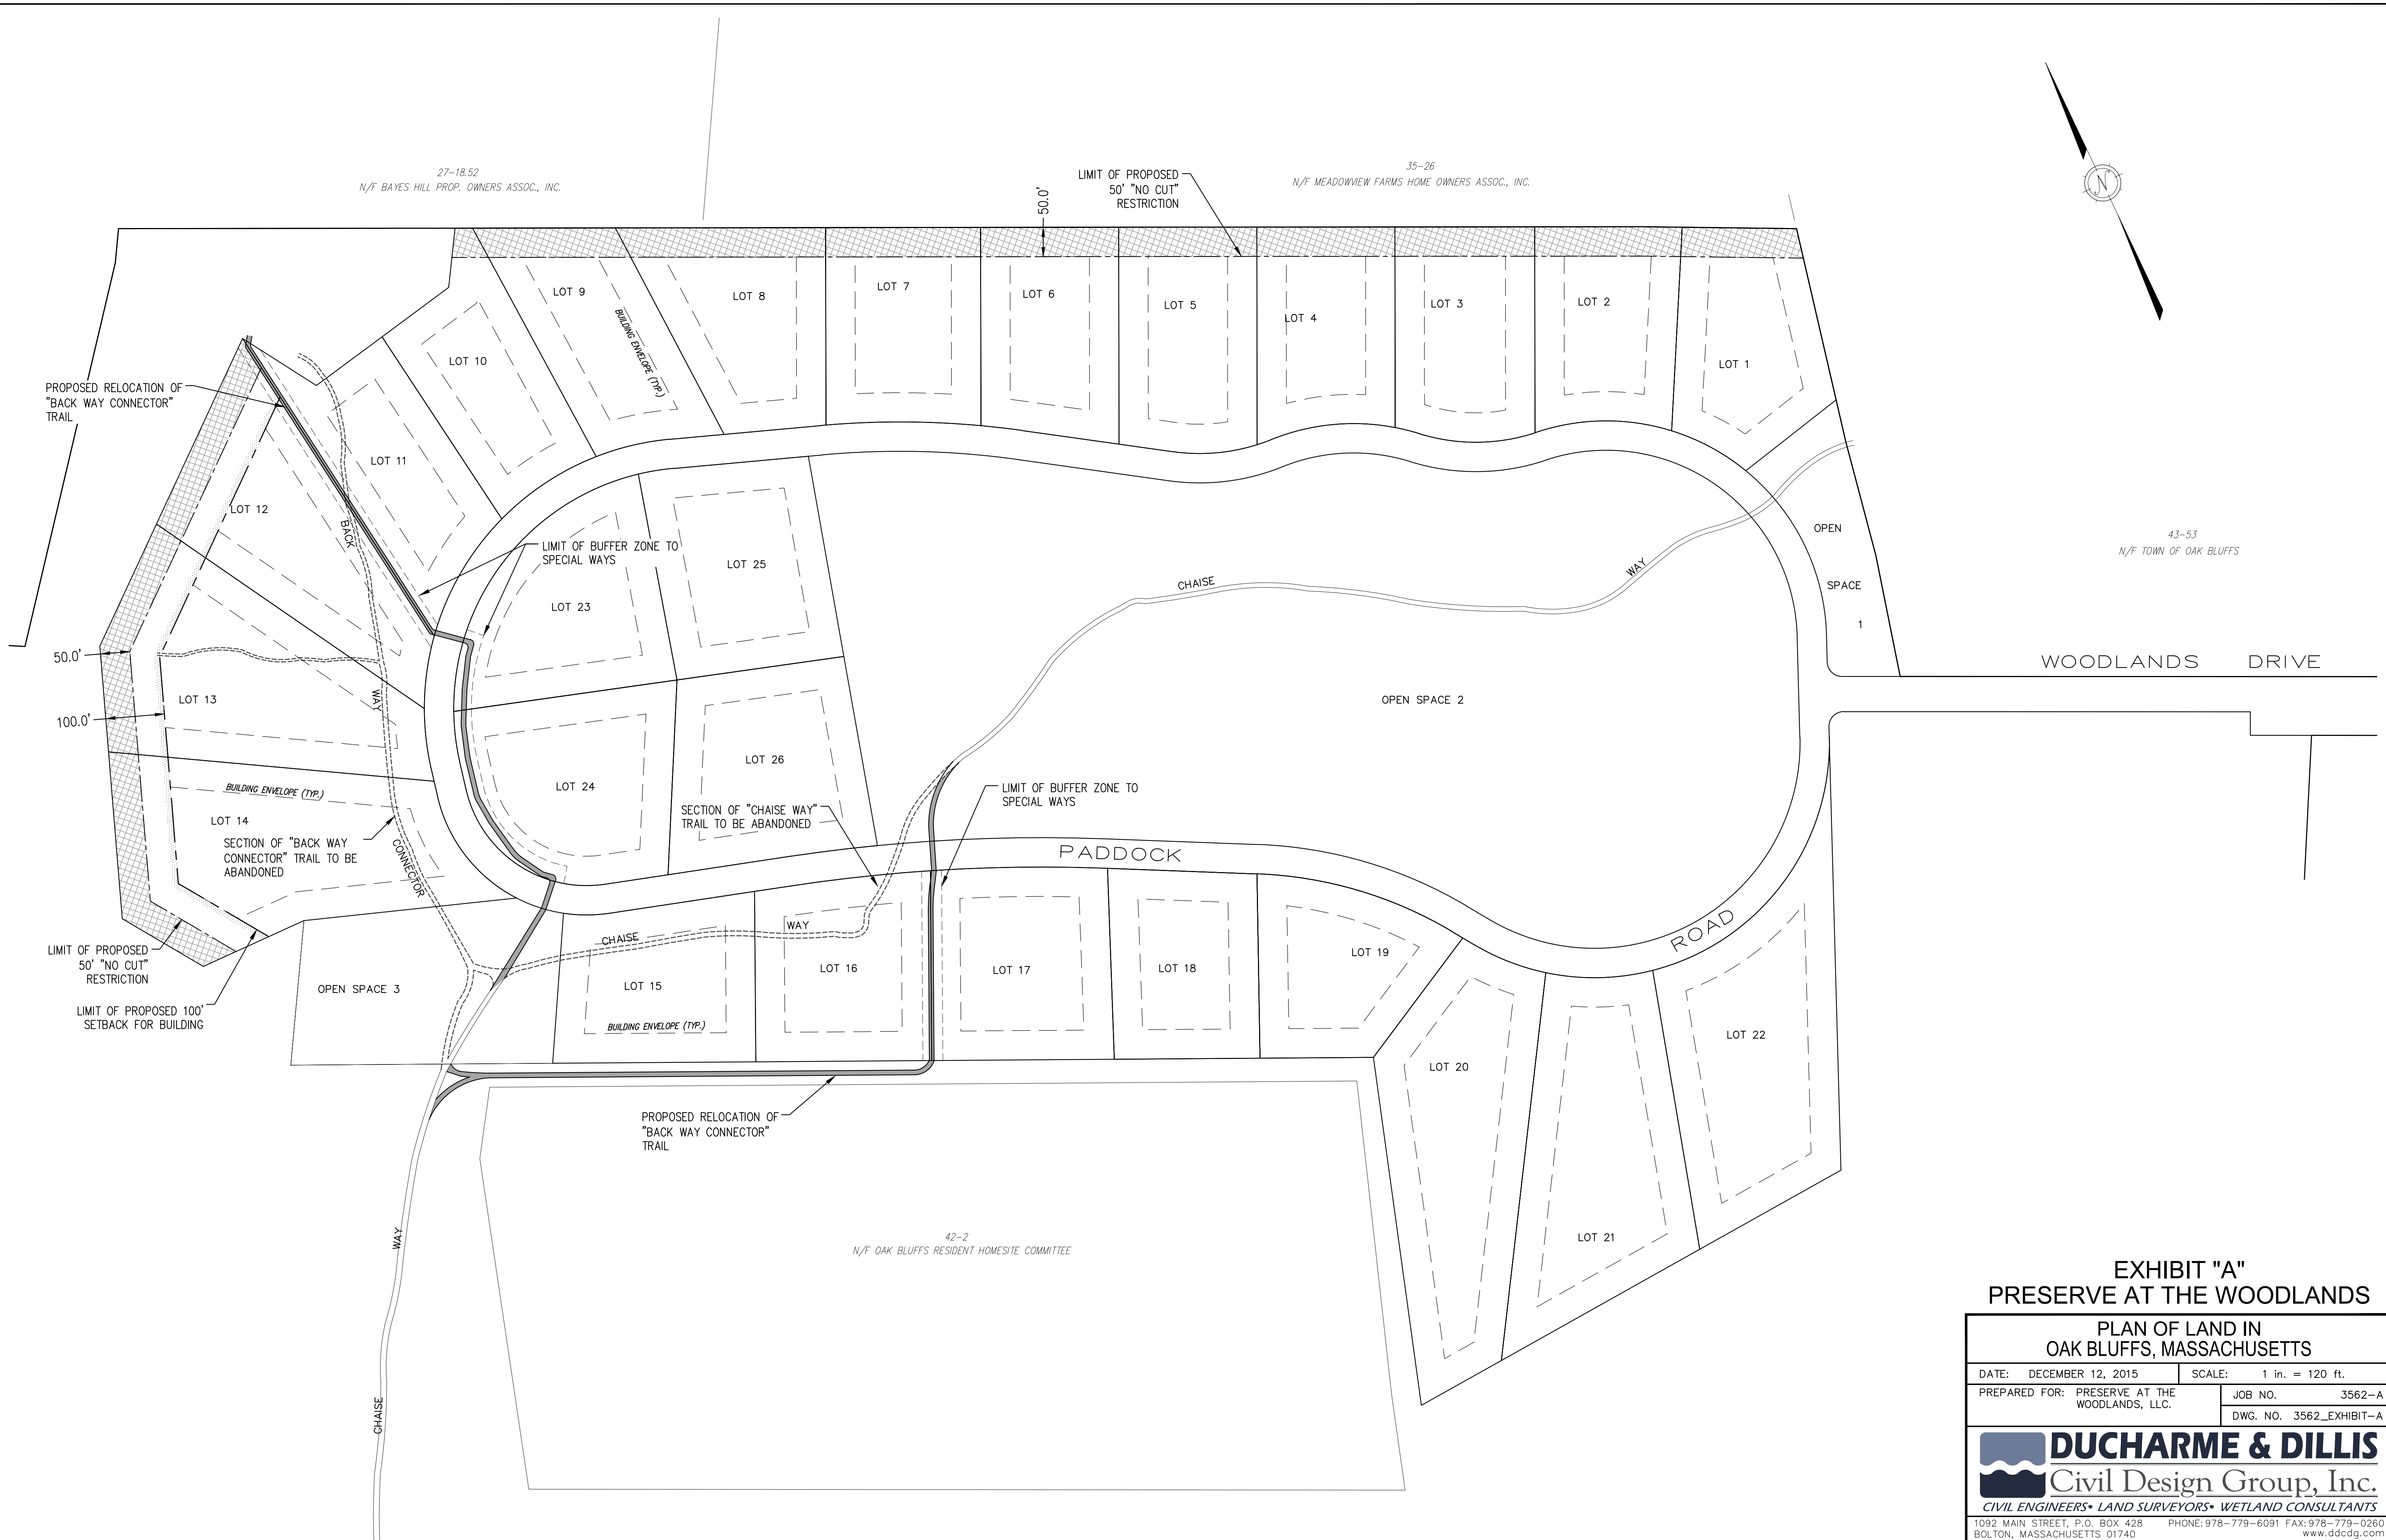 27-18.52
N/F BAYES HILL PROP. OWNERS ASSOC., INC.
35-26
N/F MEADOWVIEW FARMS HOME OWNERS ASSOC., INC.
LIMIT OF PROPOSED
50' "NO CUT"
RESTRICTION
50.0'
N
LOT 9
LOT 8
LOT 7
LOT 6
LOT 5
LOT 4
LOT 3
LOT 2
LOT 1
BUILDING ENVELOPE (TYP.)
LOT 10
LOT 11
PROPOSED RELOCATION OF
"BACK WAY CONNECTOR"
TRAIL
LOT 12
BACK
WAY
CONNECTOR
LIMIT OF BUFFER ZONE TO
SPECIAL WAYS
LOT 25
LOT 23
CHAISE
WAY
OPEN
SPACE
1
43-53
N/F TOWN OF OAK BLUFFS
WOODLANDS DRIVE
50.0'
100.0'
LOT 13
OPEN SPACE 2
LOT 26
LOT 24
BUILDING ENVELOPE (TYP.)
LOT 14
SECTION OF "BACK WAY
CONNECTOR" TRAIL TO BE
ABANDONED
SECTION OF "CHAISE WAY"
TRAIL TO BE ABANDONED
LIMIT OF BUFFER ZONE TO
SPECIAL WAYS
PADDOCK
ROAD
LIMIT OF PROPOSED
50' "NO CUT"
RESTRICTION
LIMIT OF PROPOSED 100'
SETBACK FOR BUILDING
OPEN SPACE 3
CHAISE
WAY
LOT 15
BUILDING ENVELOPE (TYP.)
LOT 16
LOT 17
LOT 18
LOT 19
LOT 20
LOT 21
LOT 22
PROPOSED RELOCATION OF
"BACK WAY CONNECTOR"
TRAIL
WAY
CHAISE
42-2
N/F OAK BLUFFS RESIDENT HOMESITE COMMITTEE
EXHIBIT "A"
PRESERVE AT THE WOODLANDS
PLAN OF LAND IN
OAK BLUFFS, MASSACHUSETTS
DATE: DECEMBER 12, 2015 SCALE: 1 in. = 120 ft.
PREPARED FOR: PRESERVE AT THE
WOODLANDS, LLC.
JOB NO. 3562-A
DWG. NO. 3562_EXHIBIT-A
DUCHARME & DILLIS
Civil Design Group, Inc.
CIVIL ENGINEERS• LAND SURVEYORS• WETLAND CONSULTANTS
1092 MAIN STREET, P.O. BOX 428 PHONE: 978-779-6091 FAX: 978-779-0260
BOLTON, MASSACHUSETTS 01740 www.ddcdg.com